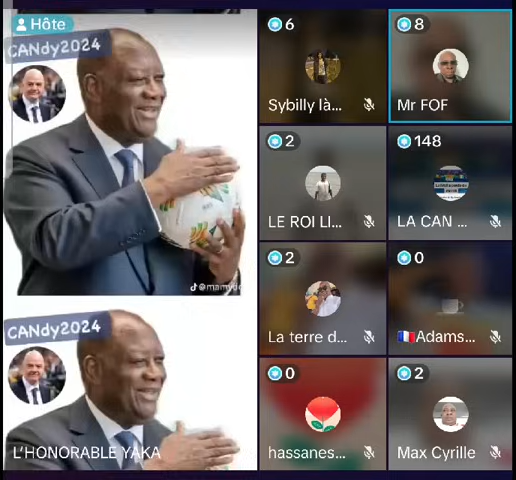 Hôte
CANdy2024
@mamydo
CANdy2024
L'HONORABLE YAKA
6
Sybilly là...
8
Mr FOF
2
LE ROI LI...
148
LA CAN ...
2
La terre d...
0
🇫🇷Adams...
0
hassanes...
2
Max Cyrille